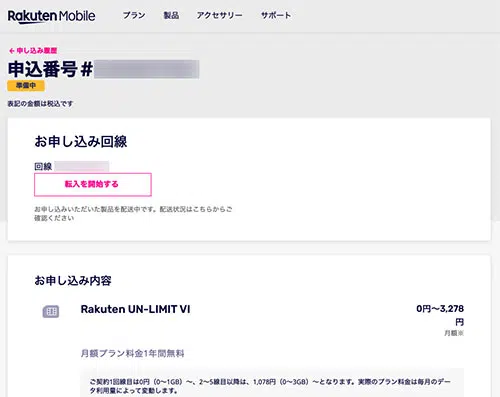 Rakuten Mobile プラン 製品 アクセサリー サポート
← 申し込み履歴
申込番号#
準備中
表記の金額は税込です
お申し込み回線
回線
転入を開始する
お申し込みいただいた製品を配送中です。配送状況はこちらからご
確認ください
お申し込み内容
Rakuten UN-LIMIT VI 0円〜3,278
円
月額※
月額プラン料金1年間無料
ご契約1回線目は0円（0〜1GB）〜、2〜5線目以降は、1,078円（0〜3GB）〜となります。実際のプラン料金は毎月のデー
タ利用量によって変動します。